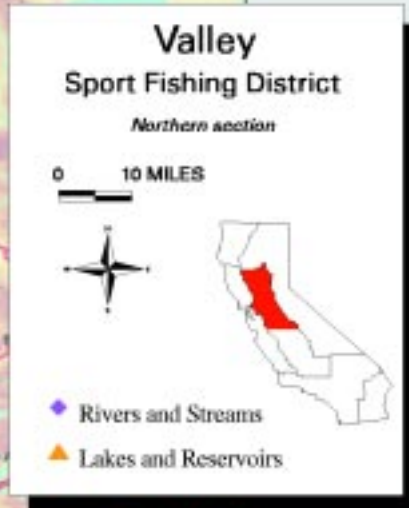 Valley
Sport Fishing District
Northern section
0 10 MILES
Rivers and Streams
Lakes and Reservoirs